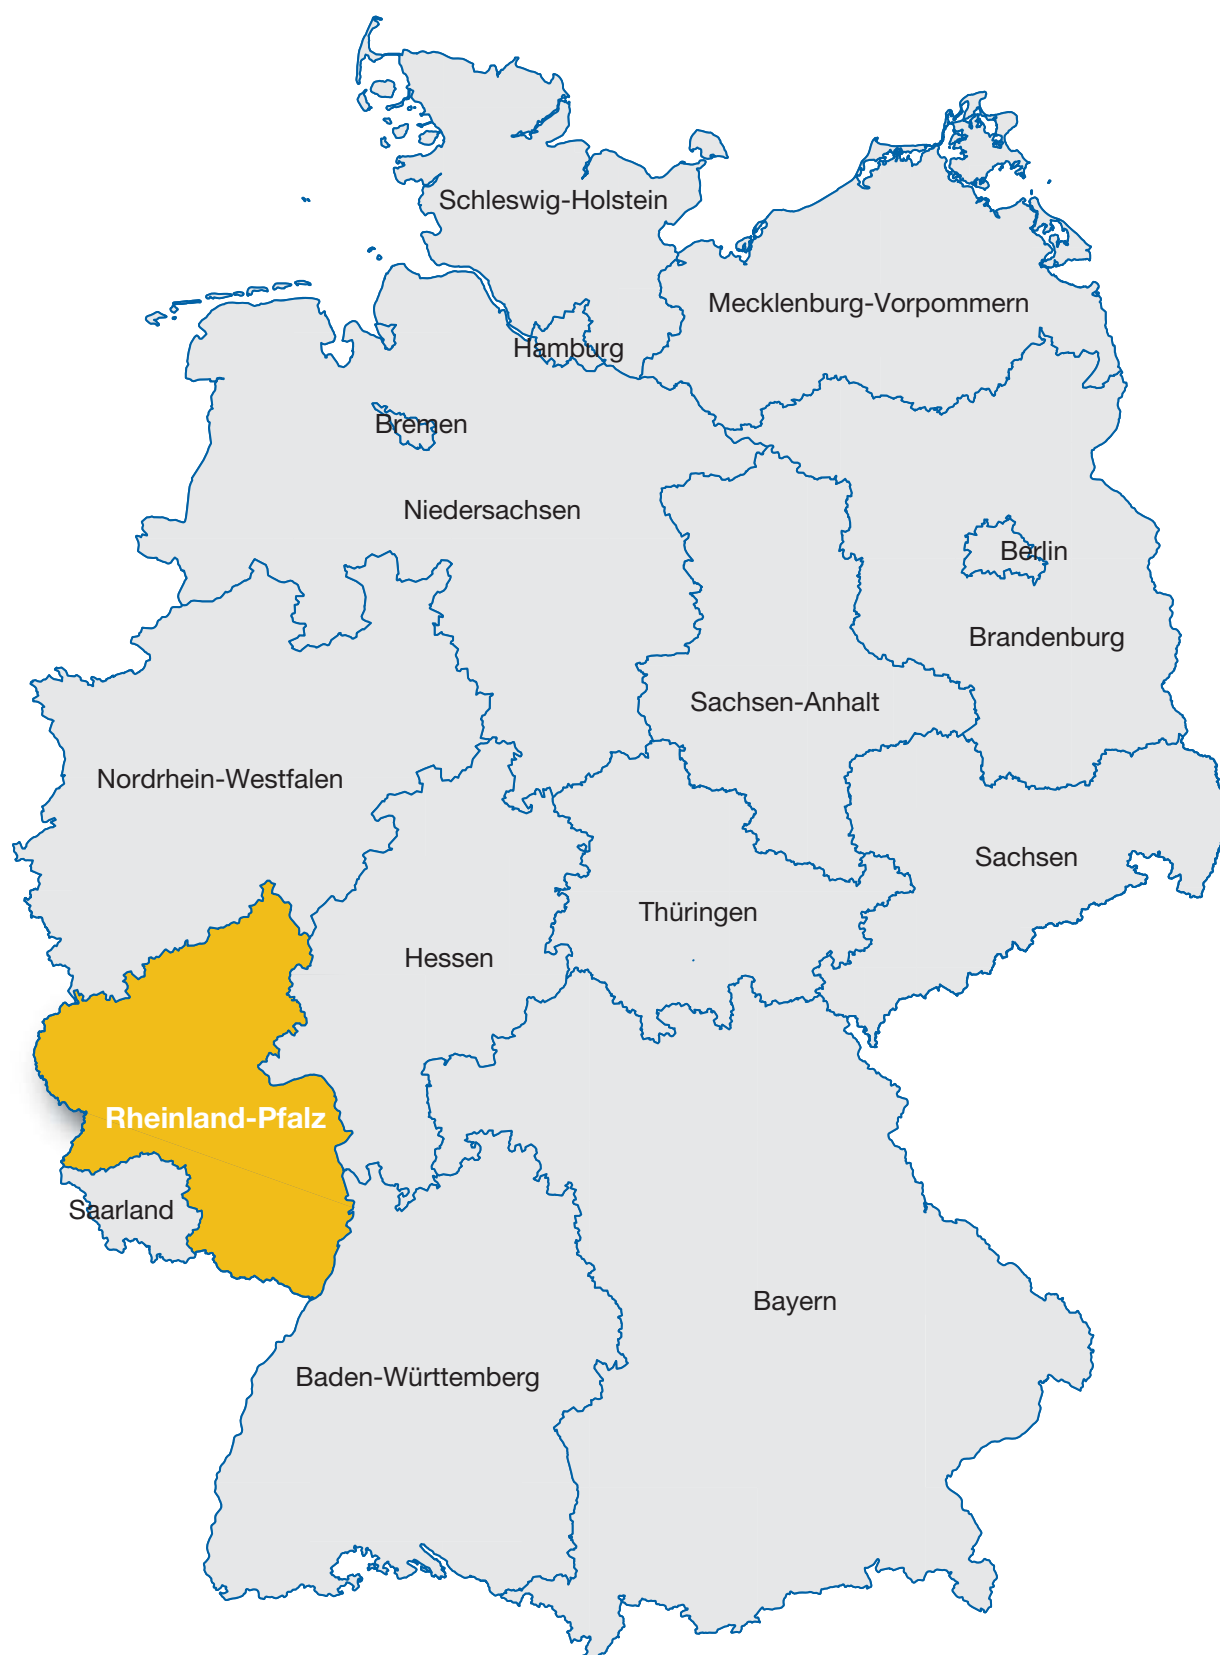 Schleswig-Holstein
Mecklenburg-Vorpommern
Hamburg
Bremen
Niedersachsen
Berlin
Brandenburg
Sachsen-Anhalt
Nordrhein-Westfalen
Sachsen
Thüringen
Hessen
Rheinland-Pfalz
Saarland
Bayern
Baden-Württemberg